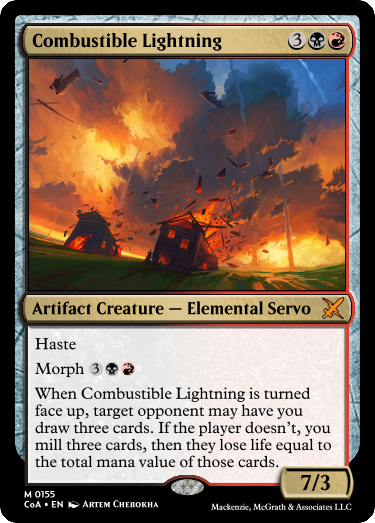 Combustible Lightning 3
Artifact Creature — Elemental Servo
Haste
Morph 3
When Combustible Lightning is turned
face up, target opponent may have you
draw three cards. If the player doesn't, you
mill three cards, then they lose life equal to
the total mana value of those cards.
7/3
M 0155
CoA • EN Artem Chebokha
Mackenzie, McGrath & Associates LLC